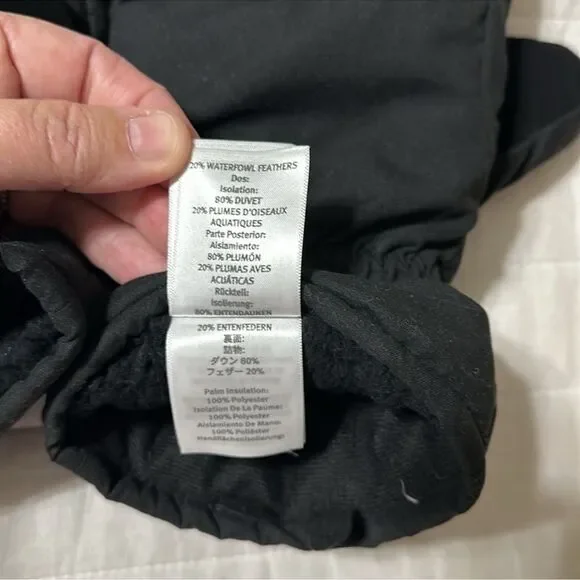 20% WATERFOWL FEATHERS
Dos:
Isolation:
80% DUVET
20% PLUMES D'OISEAUX
AQUATIQUES
Parte Posterior:
Aislamiento:
80% PLUMÓN
20% PLUMAS AVES
ACUÁTICAS
Rückteil:
Isolierung:
80% ENTENDAUNEN
20% ENTENFEDERN
裏面:
詰物:
ダウン 80%
フェザー 20%
Palm Insulation:
100% Polyester
Isolation De La Paume:
100% Polyester
Aislamiento De Mano:
100% Poliéster
Handflächenisolierung: